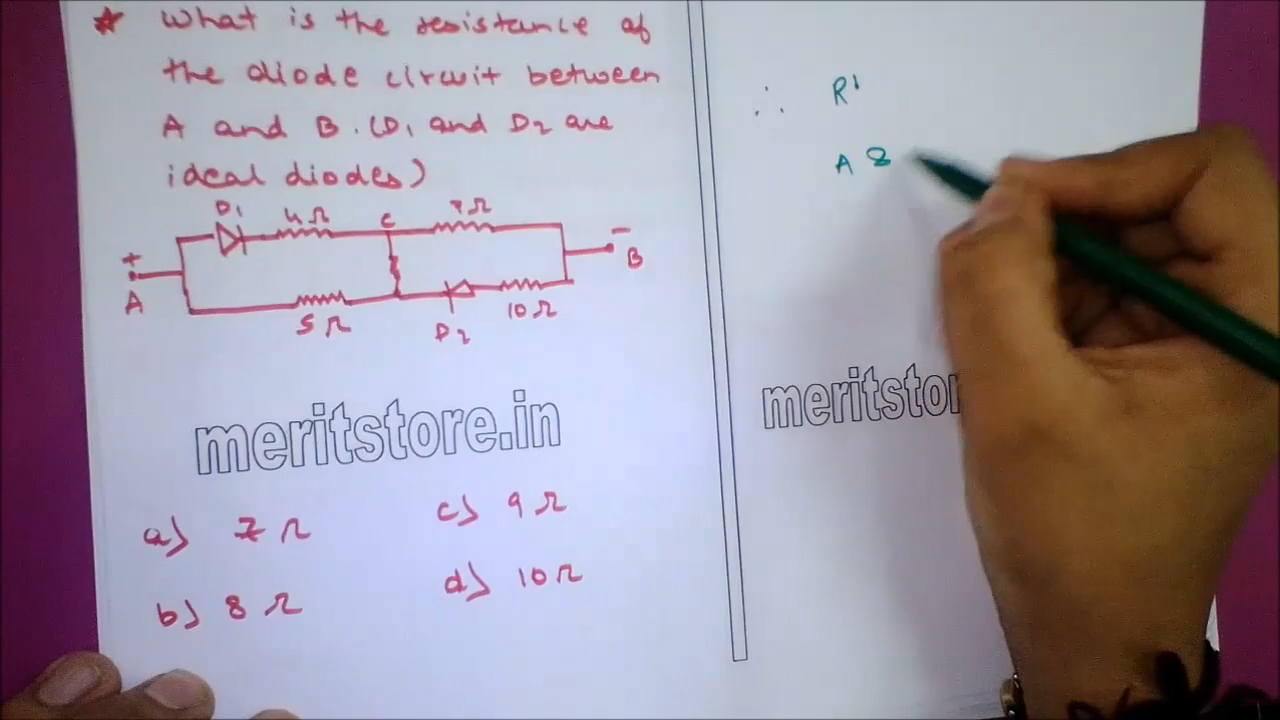 * What is the resistance of
the diode circuit between
A and B. (D1 and D2 are
ideal diodes)
D1 4Ω C 7Ω
+ −
A B
5Ω D2 10Ω
meritstore.in
a) 7Ω c) 9Ω
b) 8Ω d) 10Ω
∴ R'
A &
meritstor